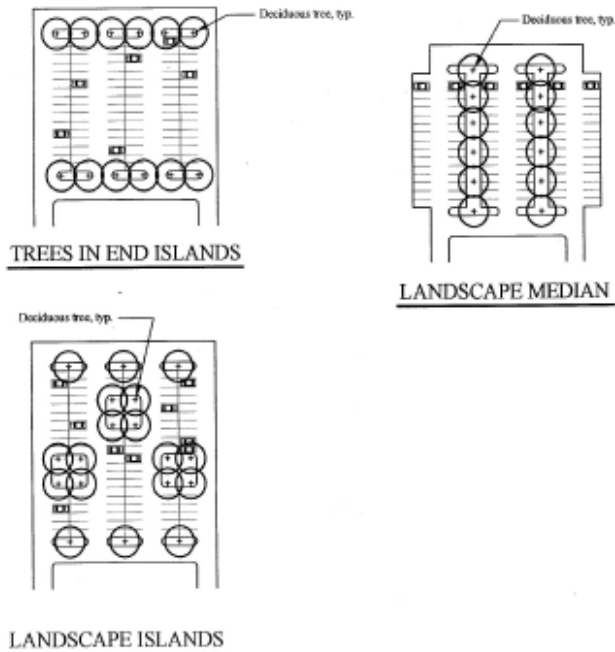 Deciduous tree, typ.
TREES IN END ISLANDS
Deciduous tree, typ.
LANDSCAPE MEDIAN
Deciduous tree, typ.
LANDSCAPE ISLANDS